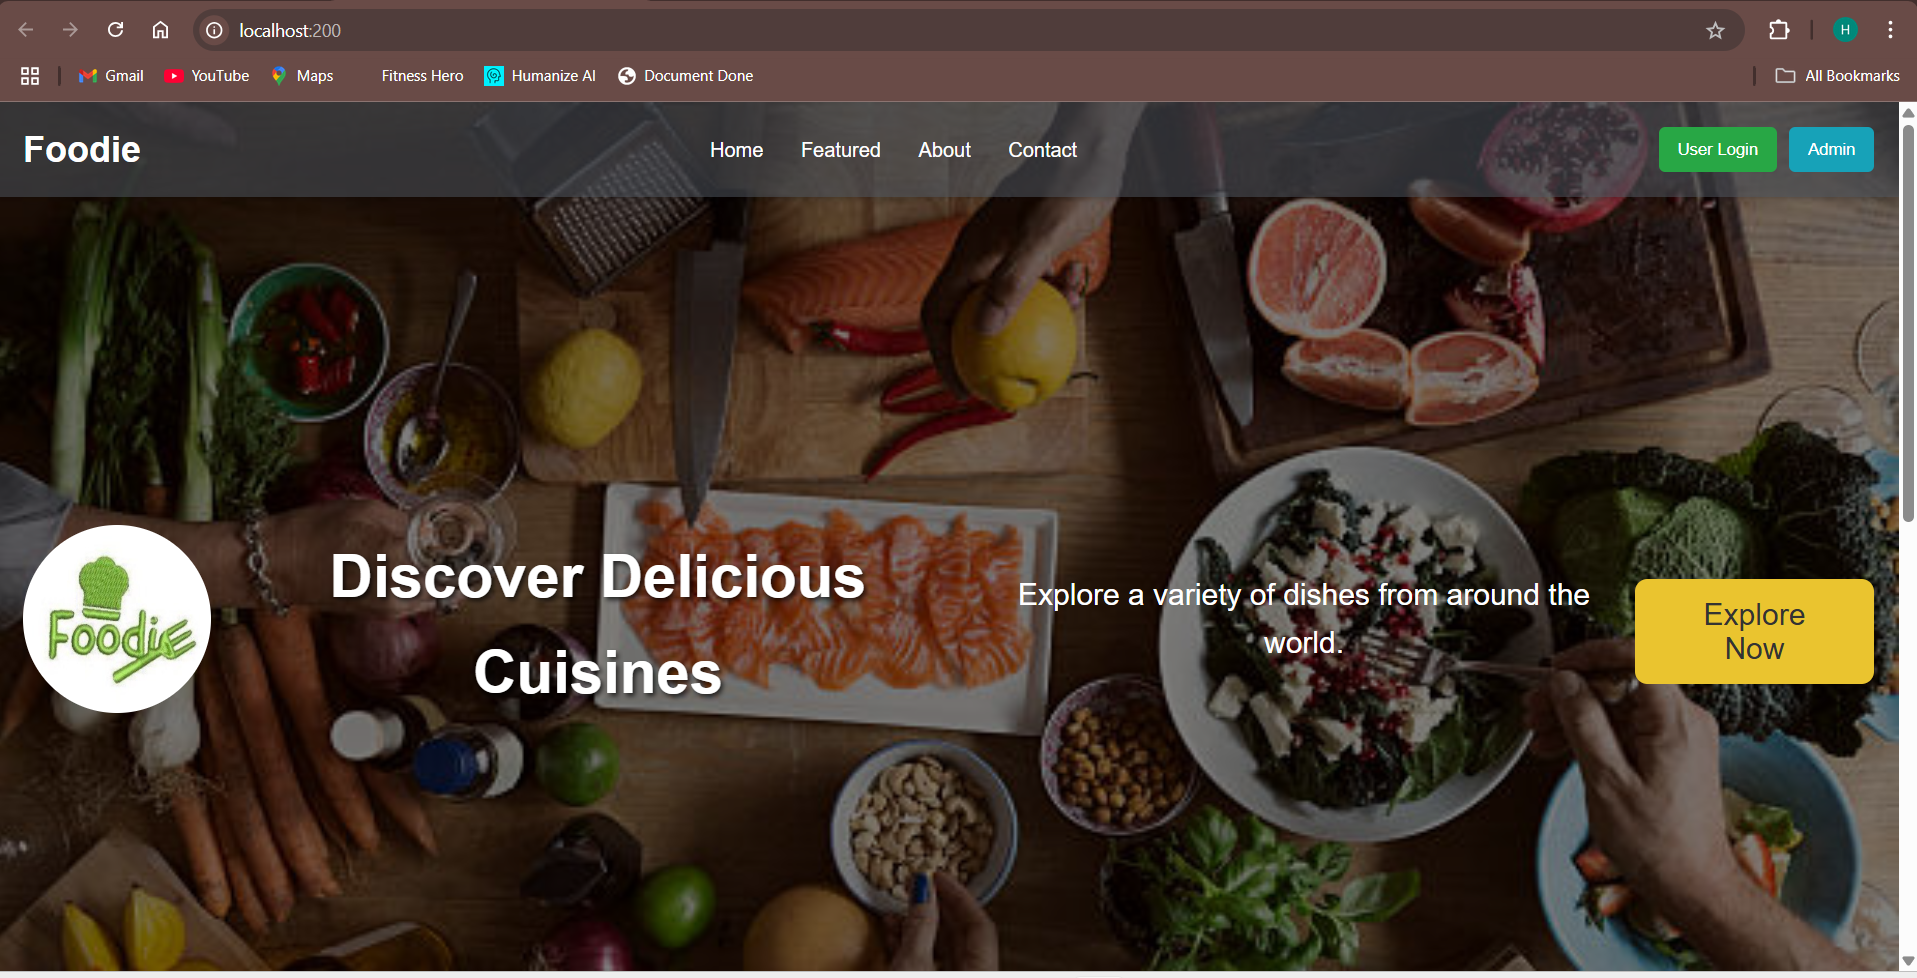 localhost:200
H
Gmail
YouTube
Maps
Fitness Hero
Humanize AI
Document Done
All Bookmarks
Foodie
Home
Featured
About
Contact
User Login
Admin
Foodie
Discover Delicious
Cuisines
Explore a variety of dishes from around the
world.
Explore
Now